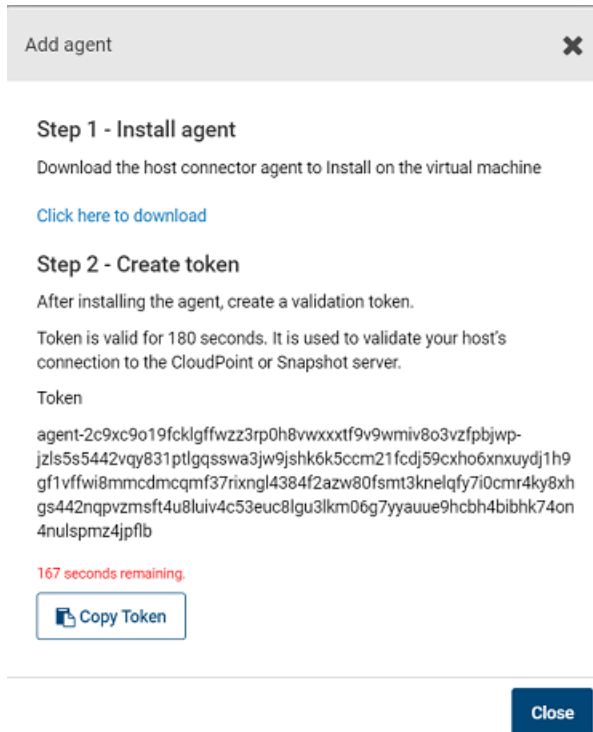 Add agent
Step 1 - Install agent
Download the host connector agent to Install on the virtual machine
Click here to download
Step 2 - Create token
After installing the agent, create a validation token.
Token is valid for 180 seconds. It is used to validate your host's
connection to the CloudPoint or Snapshot server.
Token
agent-2c9xc9o19fcklgffwzz3rp0h8vwxxxtf9v9wmiv8o3vzfpbjwp-
jzls5s5442vqy831ptlgqsswa3jw9jshk6k5ccm21fcdj59cxho6xnxuydj1h9
gf1vffwi8mmcdmcqmf37rixngl4384f2azw80fsmt3knelqfy7i0cmr4ky8xh
gs442nqpvzmsft4u8luiv4c53euc8lgu3lkm06g7yyauue9hcbh4bibhk74on
4nulspmz4jpflb
167 seconds remaining.
Copy Token
Close